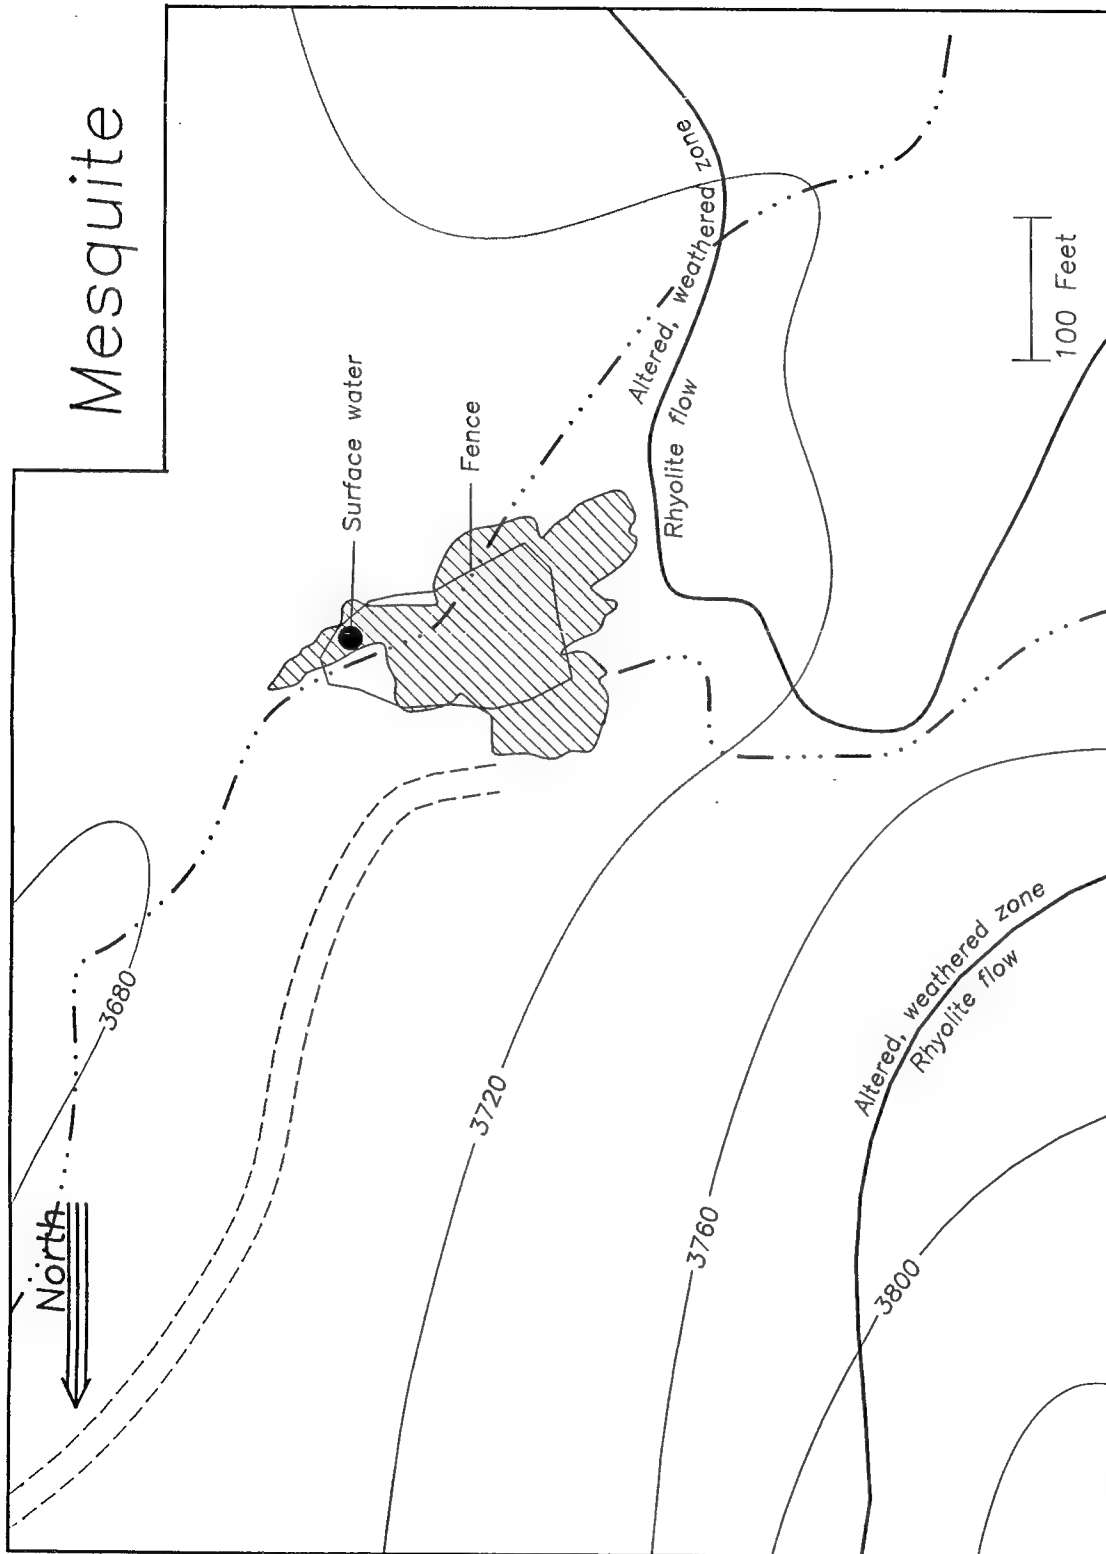 Mesquite
Surface water
Fence
Altered, weathered zone
Rhyolite flow
100 Feet
3680
North
3720
3760
3800
Altered, weathered zone
Rhyolite flow